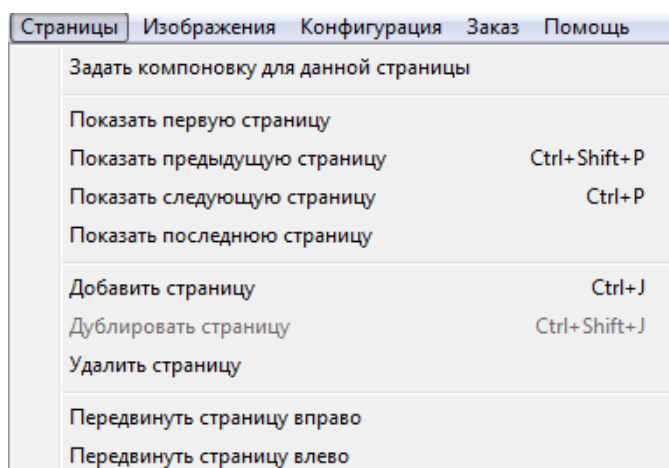 Страницы Изображения Конфигурация Заказ Помощь
Задать компоновку для данной страницы
Показать первую страницу
Показать предыдущую страницу Ctrl+Shift+P
Показать следующую страницу Ctrl+P
Показать последнюю страницу
Добавить страницу Ctrl+J
Дублировать страницу Ctrl+Shift+J
Удалить страницу
Передвинуть страницу вправо
Передвинуть страницу влево